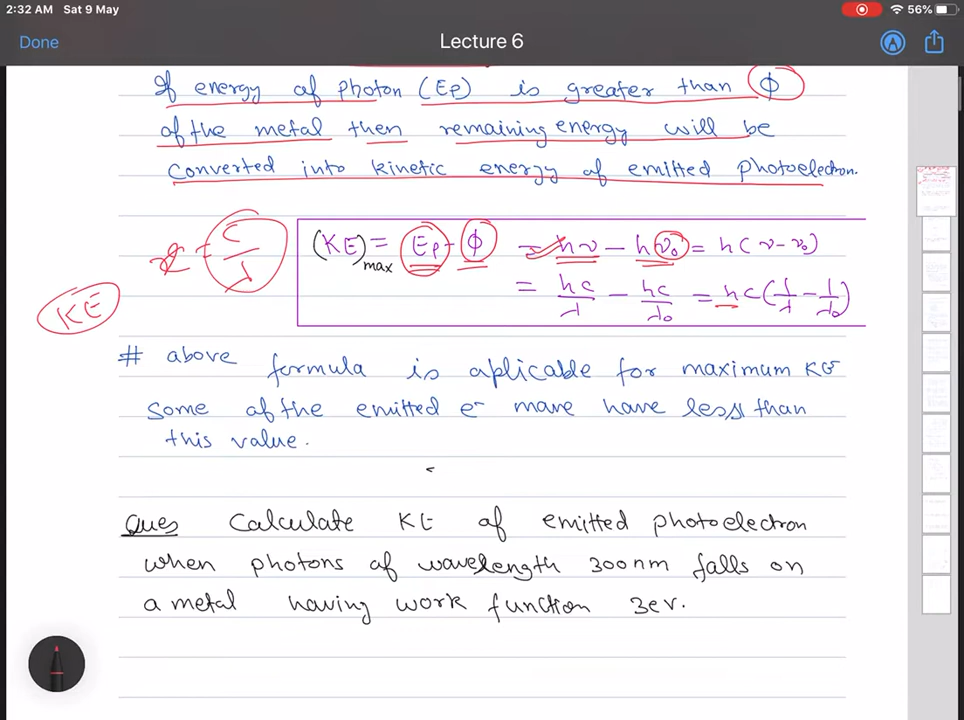 2:32 AM Sat 9 May 56%
Done Lecture 6
If energy of photon (Ep) is greater than ϕ
of the metal then remaining energy will be
converted into kinetic energy of emitted photoelectron.
ν = C/λ
(KE)max = Ep - ϕ = hν - hν₀ = h(ν-ν₀)
KE
= hc/λ - hc/λ₀ = hc(1/λ - 1/λ₀)
# above formula is aplicable for maximum KE
some of the emitted e⁻ mare have less than
this value.
Ques Calculate KE of emitted photoelectron
when photons of wavelength 300nm falls on
a metal having work function 3ev.